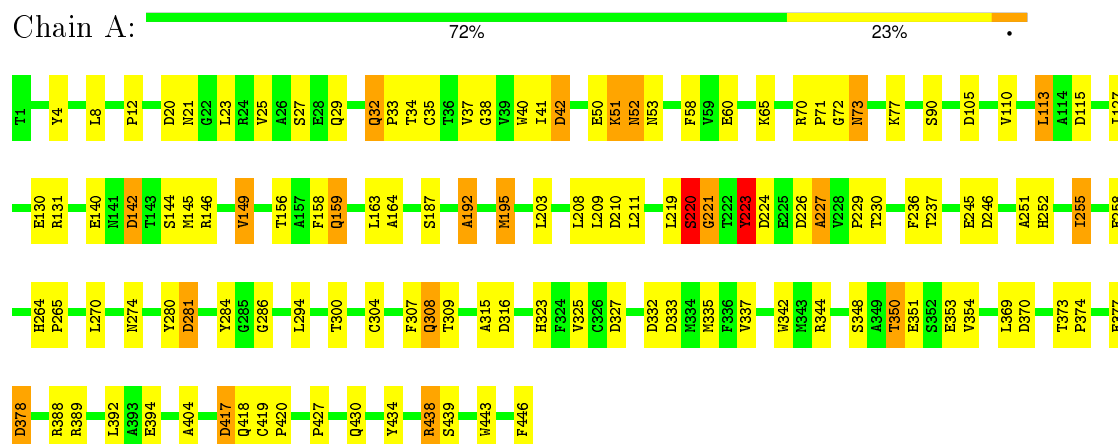 Chain A:
72% 23% •
T1 Y4 L8 P12 D20 N21 G22 L23 R24 V25 A26 S27 E28 Q29 Q32 P33 T34 C35 T36 V37 G38 V39 W40 I41 D42 E50 K51 N52 N53 F58 V59 E60 K65 R70 P71 G72 N73 K77 S90 D105 V110 L113 A114 D115
E130 R131 E140 N141 D142 T143 S144 M145 R146 V149 T156 A157 F158 Q159 L163 A164 S187 A192 M195 L203 L208 L209 D210 L211 L219 S220 G221 T222 Y223 D224 E225 D226 A227 V228 P229 T230 F236 T237 E245 D246 A251 H252 I255
H264 P265 L270 N274 Y280 D281 Y284 G285 G286 L294 T300 C304 F307 Q308 T309 A315 D316 H323 F324 V325 C326 D327 D332 D333 M334 M335 F336 V337 W342 M343 R344 S348 A349 T350 E351 S352 E353 V354 L369 D370 T373 P374
D378 R388 R389 L392 A393 E394 A404 D417 Q418 C419 P420 P427 Q430 Y434 R438 S439 W443 F446